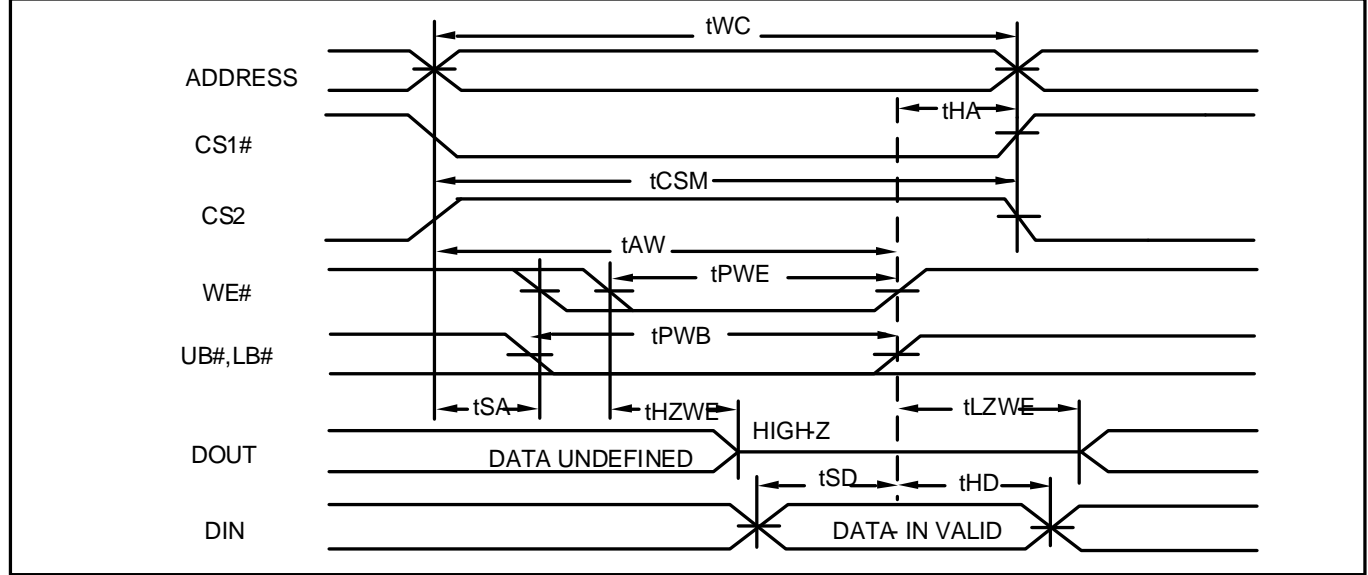 tWC
ADDRESS
tHA
CS1#
tCSM
CS2
tAW
tPWE
WE#
tPWB
UB#,LB#
tSA
tHZWE
tLZWE
HIGH-Z
DOUT
DATA UNDEFINED
tSD
tHD
DIN
DATA- IN VALID